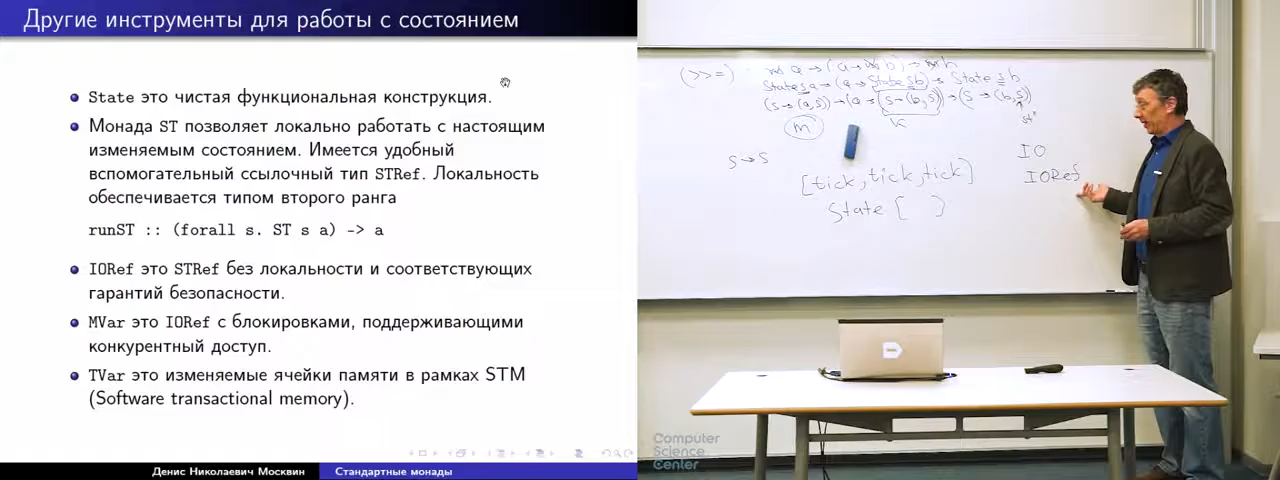 Другие инструменты для работы с состоянием
State это чистая функциональная конструкция.
Монада ST позволяет локально работать с настоящим
изменяемым состоянием. Имеется удобный
вспомогательный ссылочный тип STRef. Локальность
обеспечивается типом второго ранга
runST :: (forall s. ST s a) -> a
IORef это STRef без локальности и соответствующих
гарантий безопасности.
MVar это IORef с блокировками, поддерживающими
конкурентный доступ.
TVar это изменяемые ячейки памяти в рамках STM
(Software transactional memory).
Денис Николаевич Москвин
Стандартные монады
(>>=)
State s a → (a → State s b) → State s b
(s → (a, s)) → (a → (s → (b, s)) → (s → (b, s))
m
k
s → s
[tick, tick, tick]
State [ ]
IO
IORef
Computer
Science
Center